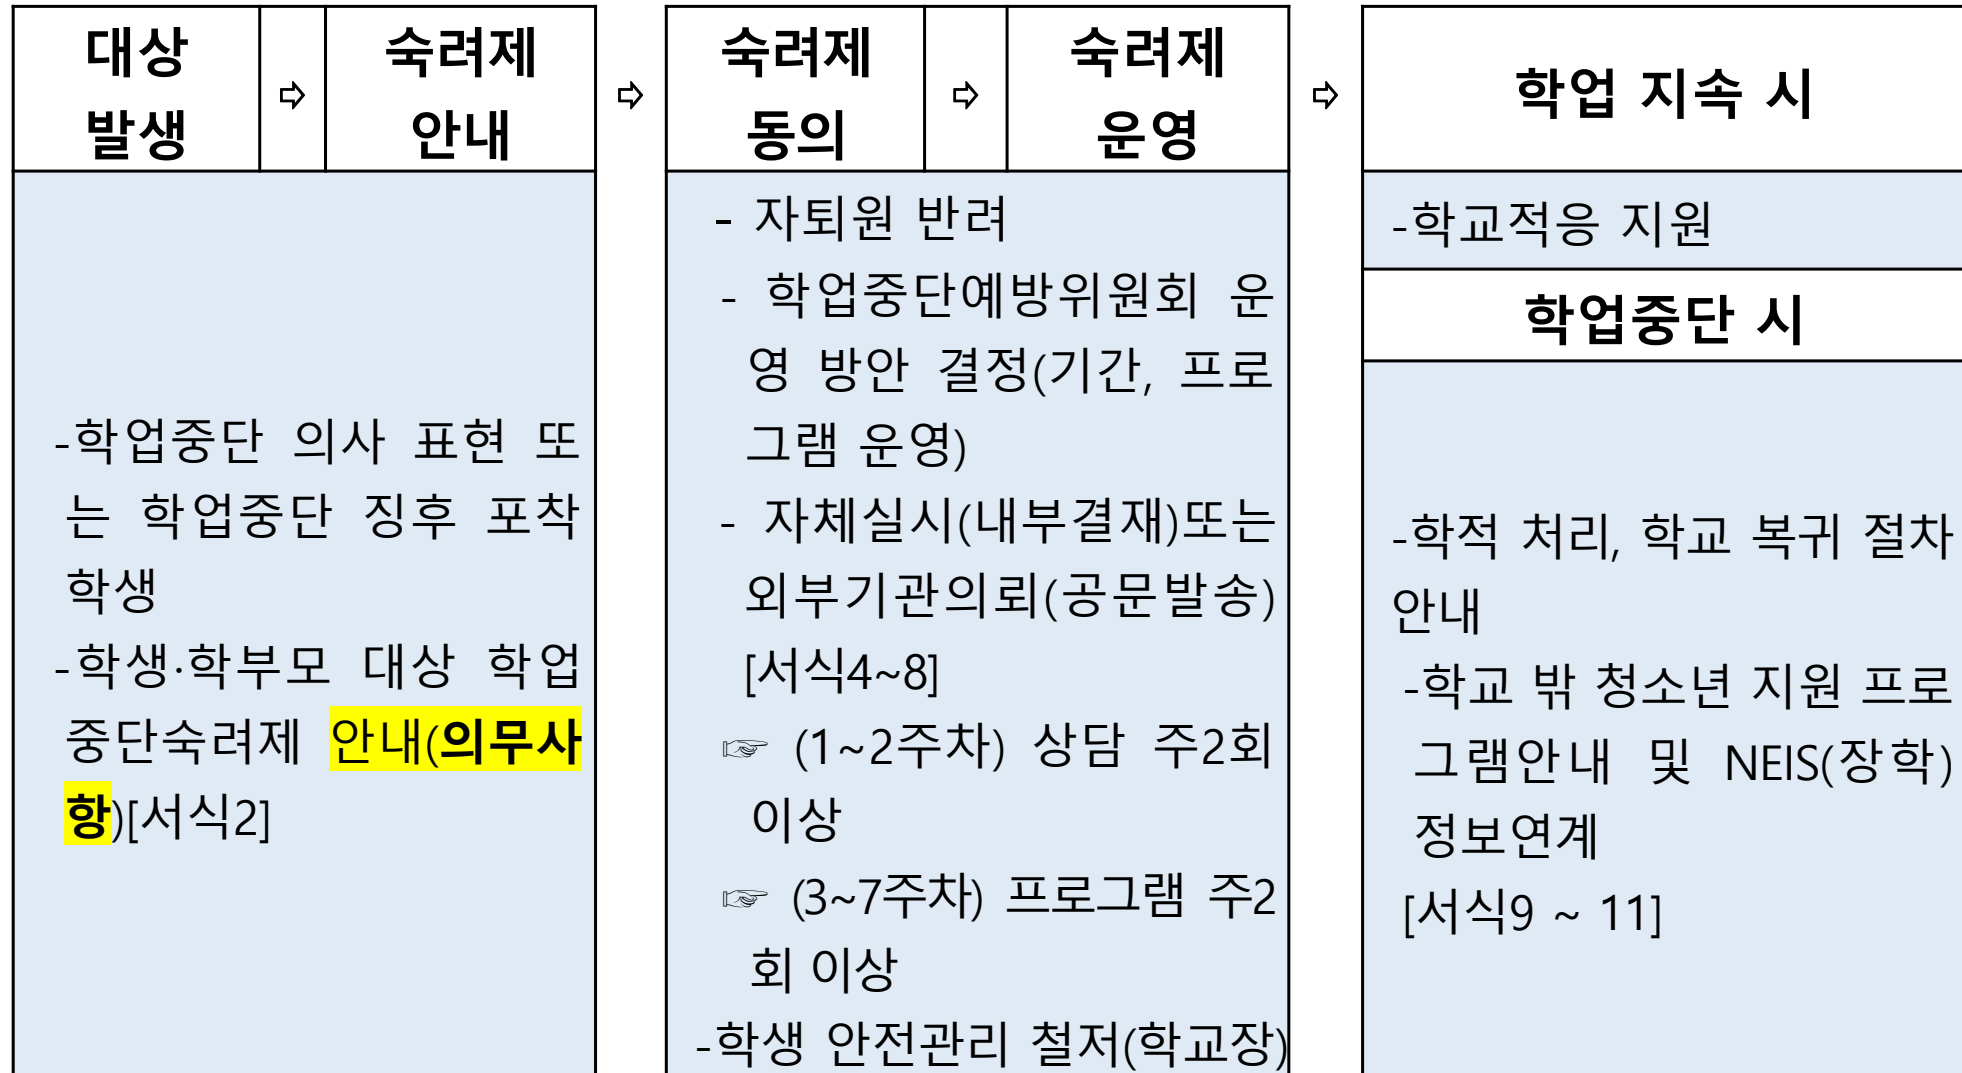 대상
발생
⇨
숙려제
안내
⇨
숙려제
동의
⇨
숙려제
운영
⇨
학업 지속 시
-학업중단 의사 표현 또
는 학업중단 징후 포착
학생
-학생·학부모 대상 학업
중단숙려제 안내(의무사
항)[서식2]
- 자퇴원 반려
- 학업중단예방위원회 운
영 방안 결정(기간, 프로
그램 운영)
- 자체실시(내부결재)또는
외부기관의뢰(공문발송)
[서식4~8]
☞ (1~2주차) 상담 주2회
이상
☞ (3~7주차) 프로그램 주2
회 이상
-학생 안전관리 철저(학교장)
-학교적응 지원
학업중단 시
-학적 처리, 학교 복귀 절차
안내
-학교 밖 청소년 지원 프로
그램안내 및 NEIS(장학)
정보연계
[서식9 ~ 11]